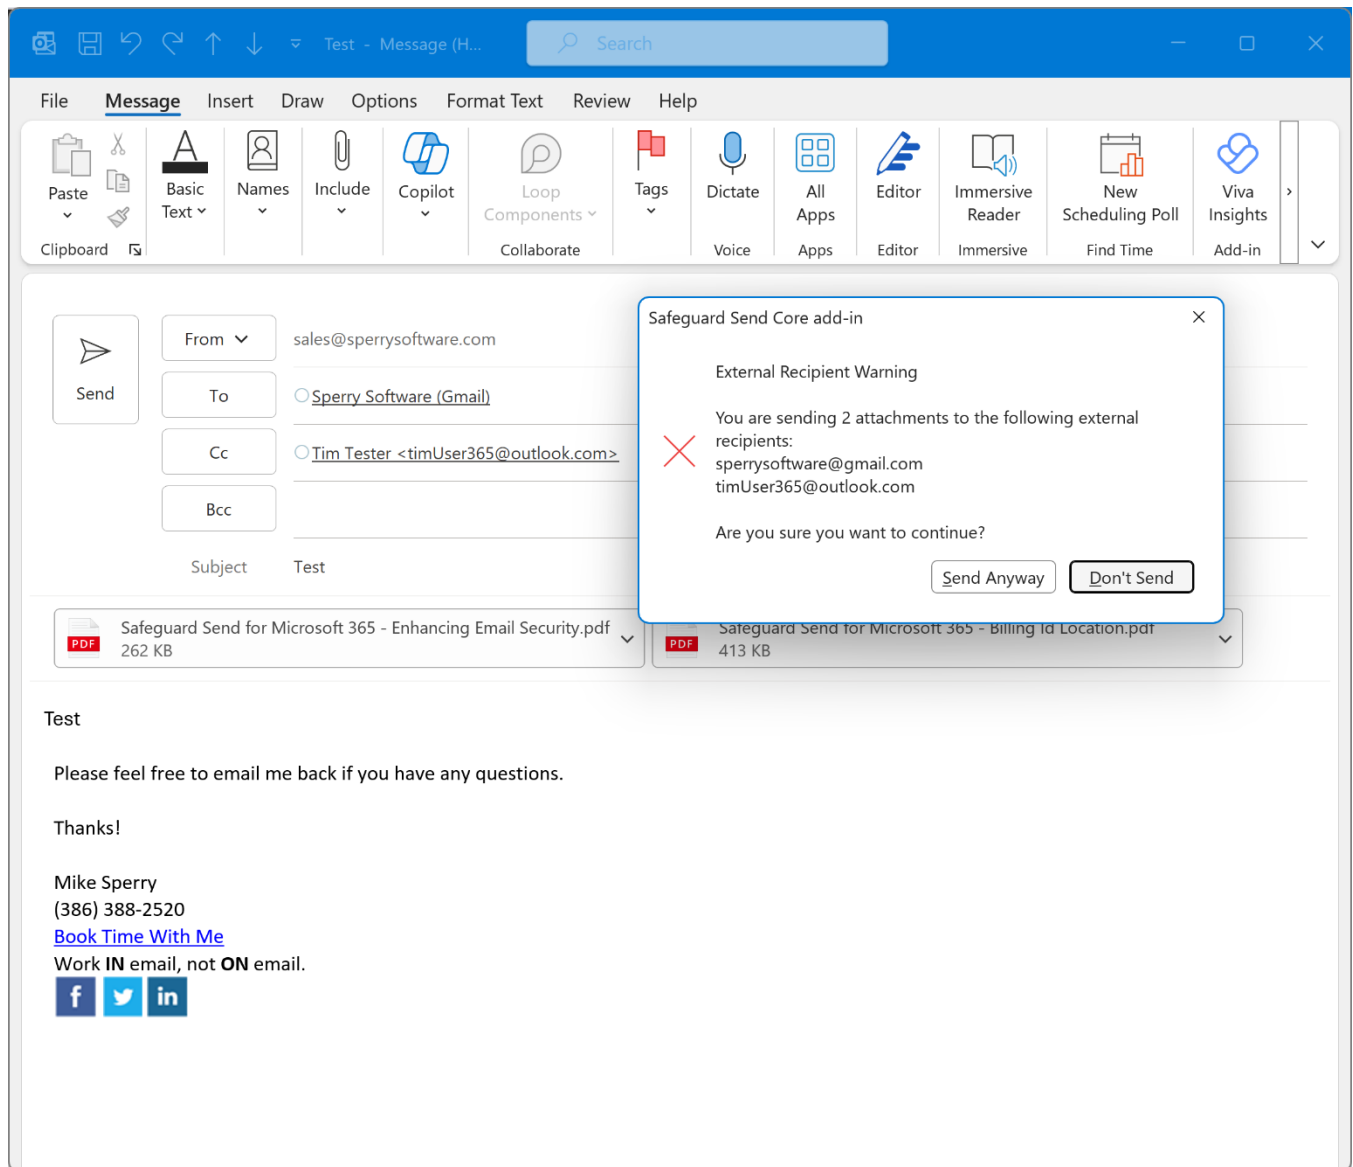 Test - Message (H...
Search
File Message Insert Draw Options Format Text Review Help
Paste
Clipboard
Basic
Text
Names
Include
Copilot
Loop
Components
Collaborate
Tags
Dictate
Voice
All
Apps
Apps
Editor
Editor
Immersive
Reader
Immersive
New
Scheduling Poll
Find Time
Viva
Insights
Add-in
Send
From
sales@sperrysoftware.com
To
Sperry Software (Gmail)
Cc
Tim Tester <timUser365@outlook.com>
Bcc
Subject
Test
Safeguard Send Core add-in
External Recipient Warning
You are sending 2 attachments to the following external
recipients:
sperrysoftware@gmail.com
timUser365@outlook.com
Are you sure you want to continue?
Send Anyway
Don't Send
PDF
Safeguard Send for Microsoft 365 - Enhancing Email Security.pdf
262 KB
PDF
Safeguard Send for Microsoft 365 - Billing Id Location.pdf
413 KB
Test
Please feel free to email me back if you have any questions.
Thanks!
Mike Sperry
(386) 388-2520
Book Time With Me
Work IN email, not ON email.
f
in